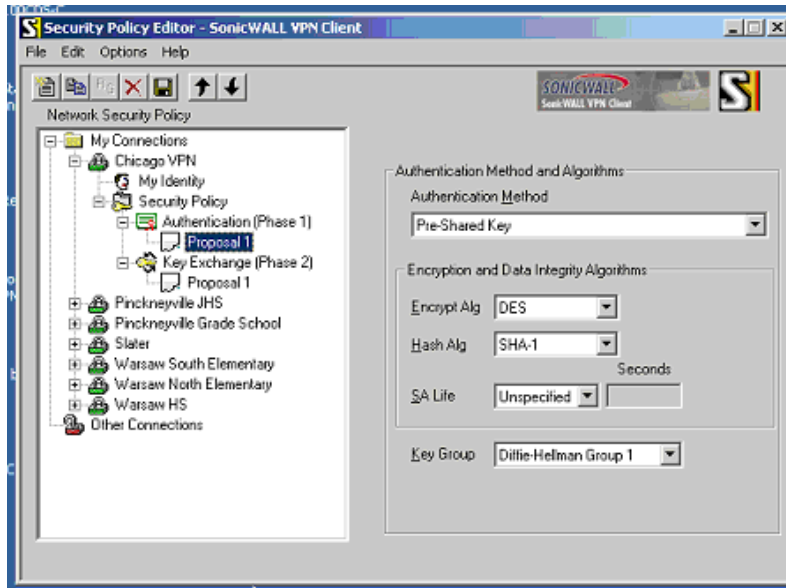 Security Policy Editor - SonicWALL VPN Client
File Edit Options Help
SONICWALL
SonicWALL VPN Client
S
Network Security Policy
My Connections
Chicago VPN
My Identity
Security Policy
Authentication (Phase 1)
Proposal 1
Key Exchange (Phase 2)
Proposal 1
Pinckneyville JHS
Pinckneyville Grade School
Slater
Warsaw South Elementary
Warsaw North Elementary
Warsaw HS
Other Connections
Authentication Method and Algorithms
Authentication Method
Pre-Shared Key
Encryption and Data Integrity Algorithms
Encrypt Alg DES
Hash Alg SHA-1
Seconds
SA Life Unspecified
Key Group Diffie-Hellman Group 1